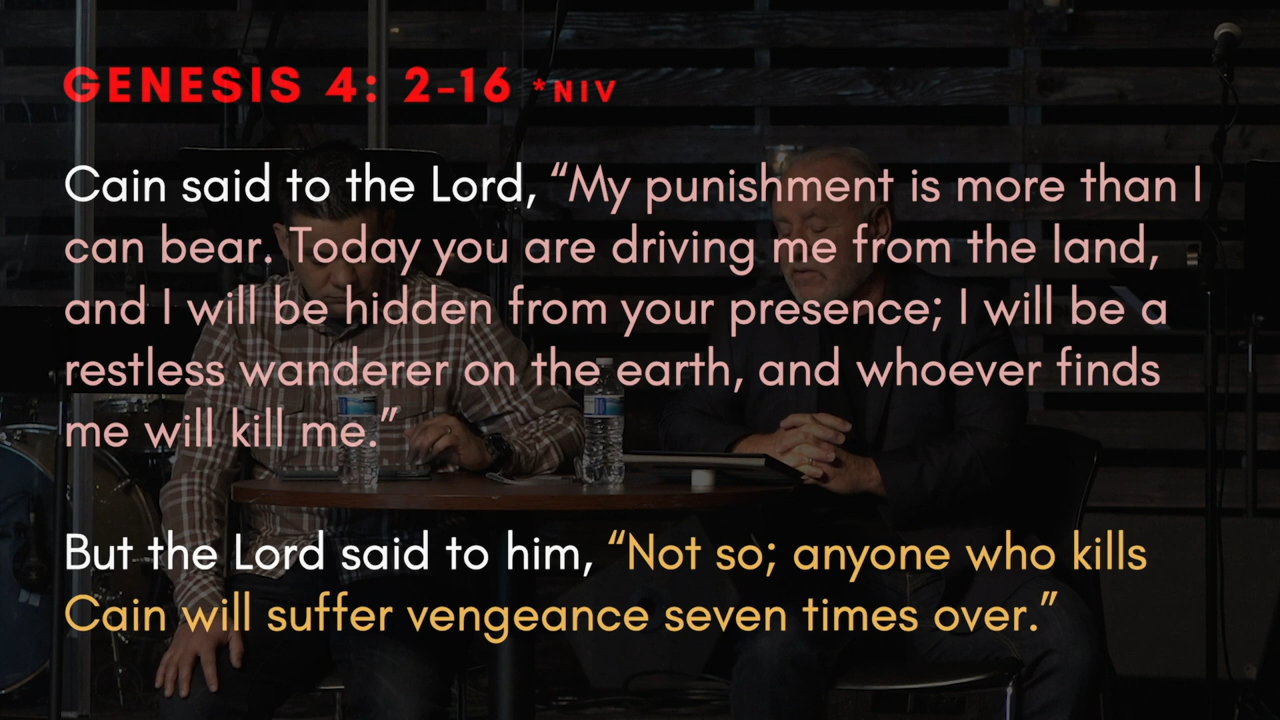 GENESIS 4: 2-16 *NIV
Cain said to the Lord, “My punishment is more than I
can bear. Today you are driving me from the land,
and I will be hidden from your presence; I will be a
restless wanderer on the earth, and whoever finds
me will kill me.”
But the Lord said to him, “Not so; anyone who kills
Cain will suffer vengeance seven times over.”